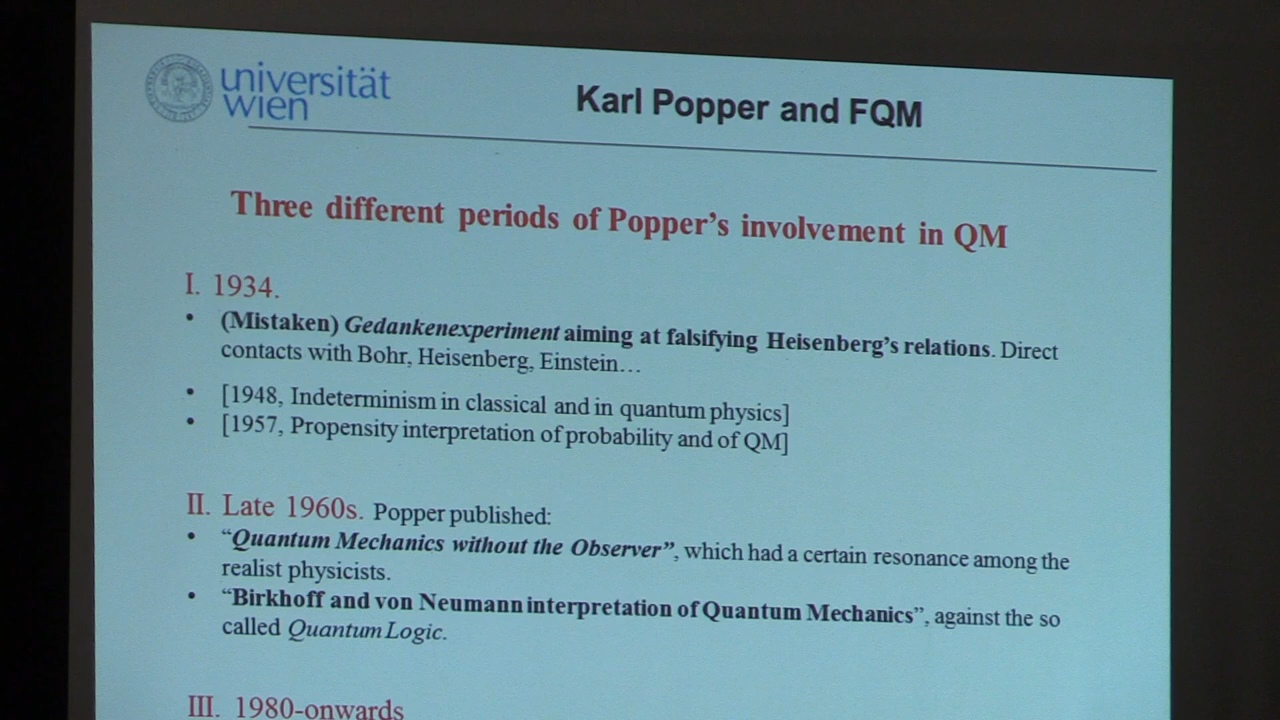 universität
wien
Karl Popper and FQM
Three different periods of Popper’s involvement in QM
I. 1934.
• (Mistaken) Gedankenexperiment aiming at falsifying Heisenberg’s relations. Direct
contacts with Bohr, Heisenberg, Einstein…
• [1948, Indeterminism in classical and in quantum physics]
• [1957, Propensity interpretation of probability and of QM]
II. Late 1960s. Popper published:
• “Quantum Mechanics without the Observer”, which had a certain resonance among the
realist physicists.
• “Birkhoff and von Neumann interpretation of Quantum Mechanics”, against the so
called Quantum Logic.
III. 1980-onwards